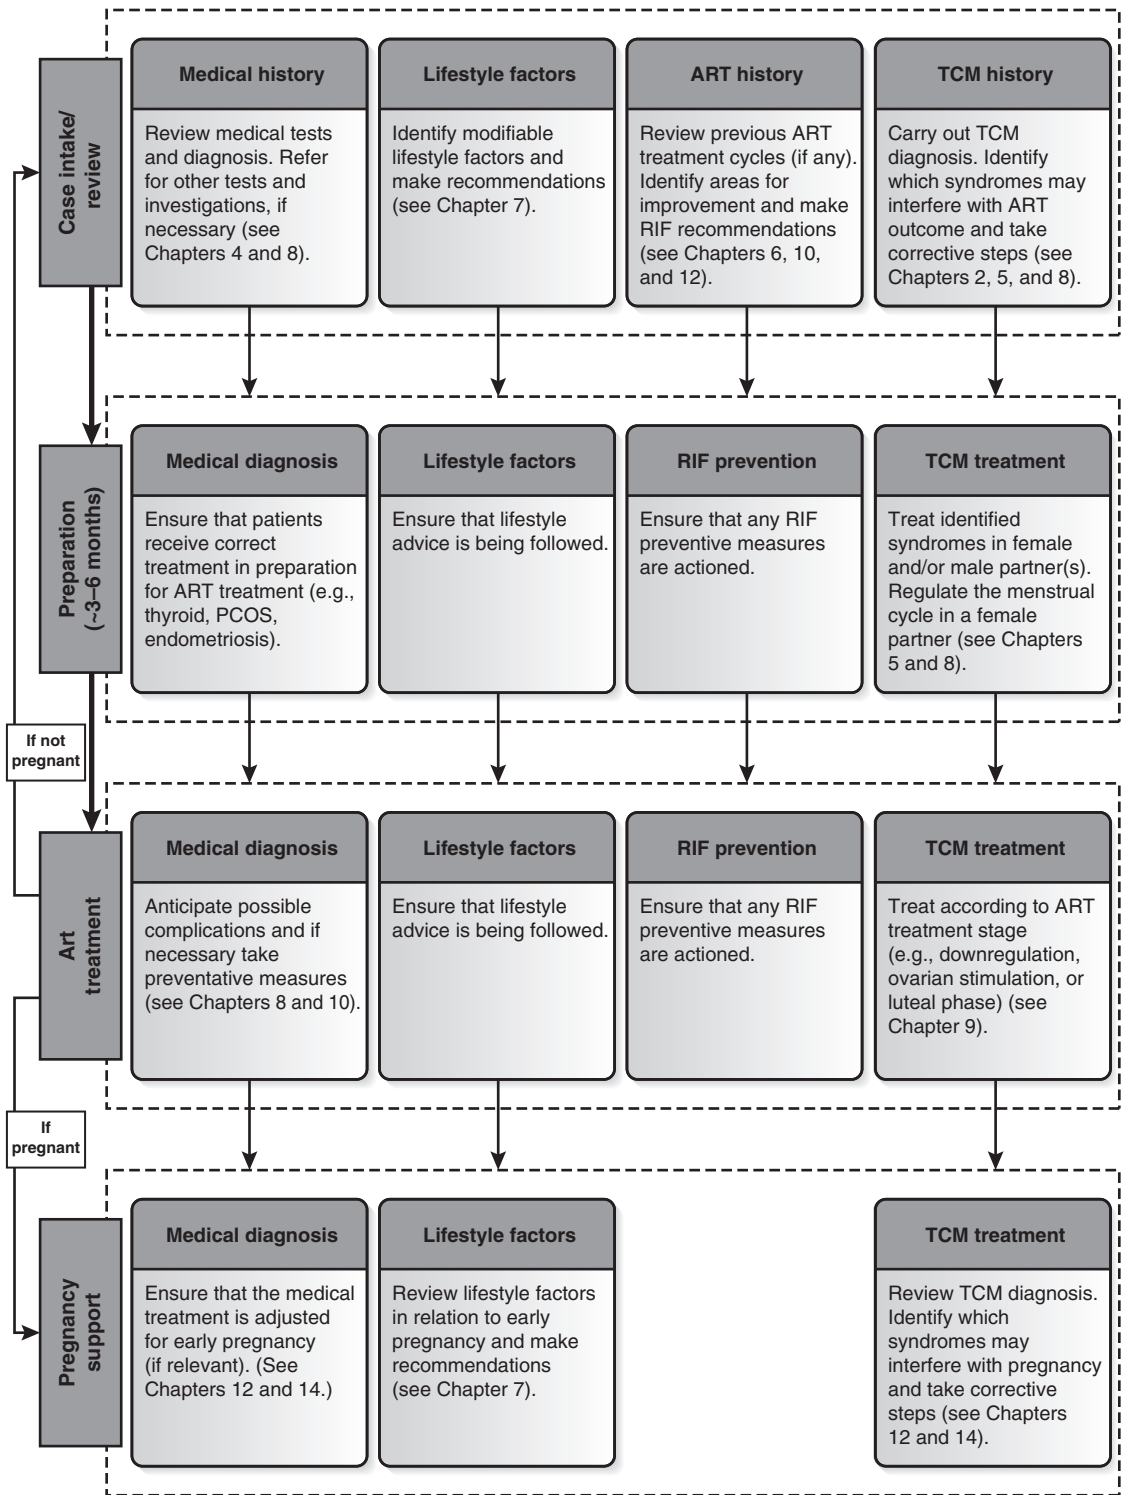 Case intake/
review
Medical history
Review medical tests
and diagnosis. Refer
for other tests and
investigations, if
necessary (see
Chapters 4 and 8).
Lifestyle factors
Identify modifiable
lifestyle factors and
make recommendations
(see Chapter 7).
ART history
Review previous ART
treatment cycles (if any).
Identify areas for
improvement and make
RIF recommendations
(see Chapters 6, 10,
and 12).
TCM history
Carry out TCM
diagnosis. Identify
which syndromes may
interfere with ART
outcome and take
corrective steps (see
Chapters 2, 5, and 8).
Preparation
(~3–6 months)
Medical diagnosis
Ensure that patients
receive correct
treatment in preparation
for ART treatment (e.g.,
thyroid, PCOS,
endometriosis).
Lifestyle factors
Ensure that lifestyle
advice is being followed.
RIF prevention
Ensure that any RIF
preventive measures
are actioned.
TCM treatment
Treat identified
syndromes in female
and/or male partner(s).
Regulate the menstrual
cycle in a female
partner (see Chapters
5 and 8).
If not
pregnant
Art
treatment
Medical diagnosis
Anticipate possible
complications and if
necessary take
preventative measures
(see Chapters 8 and 10).
Lifestyle factors
Ensure that lifestyle
advice is being followed.
RIF prevention
Ensure that any RIF
preventive measures
are actioned.
TCM treatment
Treat according to ART
treatment stage
(e.g., downregulation,
ovarian stimulation, or
luteal phase) (see
Chapter 9).
If
pregnant
Pregnancy
support
Medical diagnosis
Ensure that the medical
treatment is adjusted
for early pregnancy
(if relevant). (See
Chapters 12 and 14.)
Lifestyle factors
Review lifestyle factors
in relation to early
pregnancy and make
recommendations
(see Chapter 7).
TCM treatment
Review TCM diagnosis.
Identify which
syndromes may
interfere with pregnancy
and take corrective
steps (see Chapters
12 and 14).